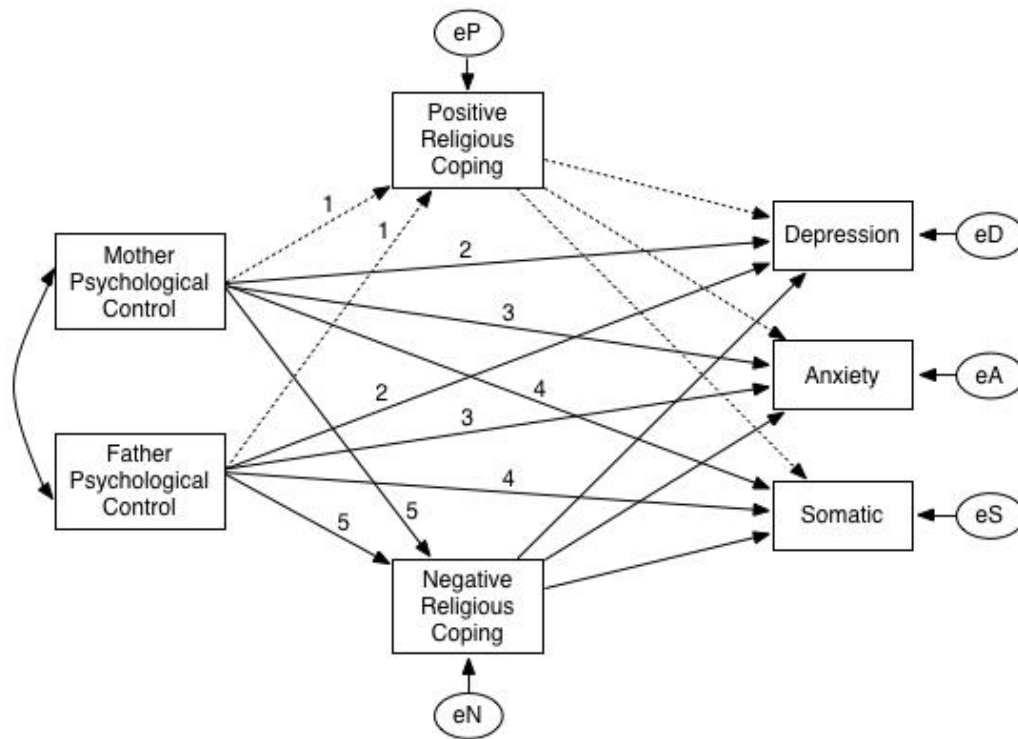 eP
Positive
Religious
Coping
1
1
Mother
Psychological
Control
2
Depression
eD
3
Anxiety
eA
2
4
3
Father
Psychological
Control
4
Somatic
eS
5
5
Negative
Religious
Coping
eN